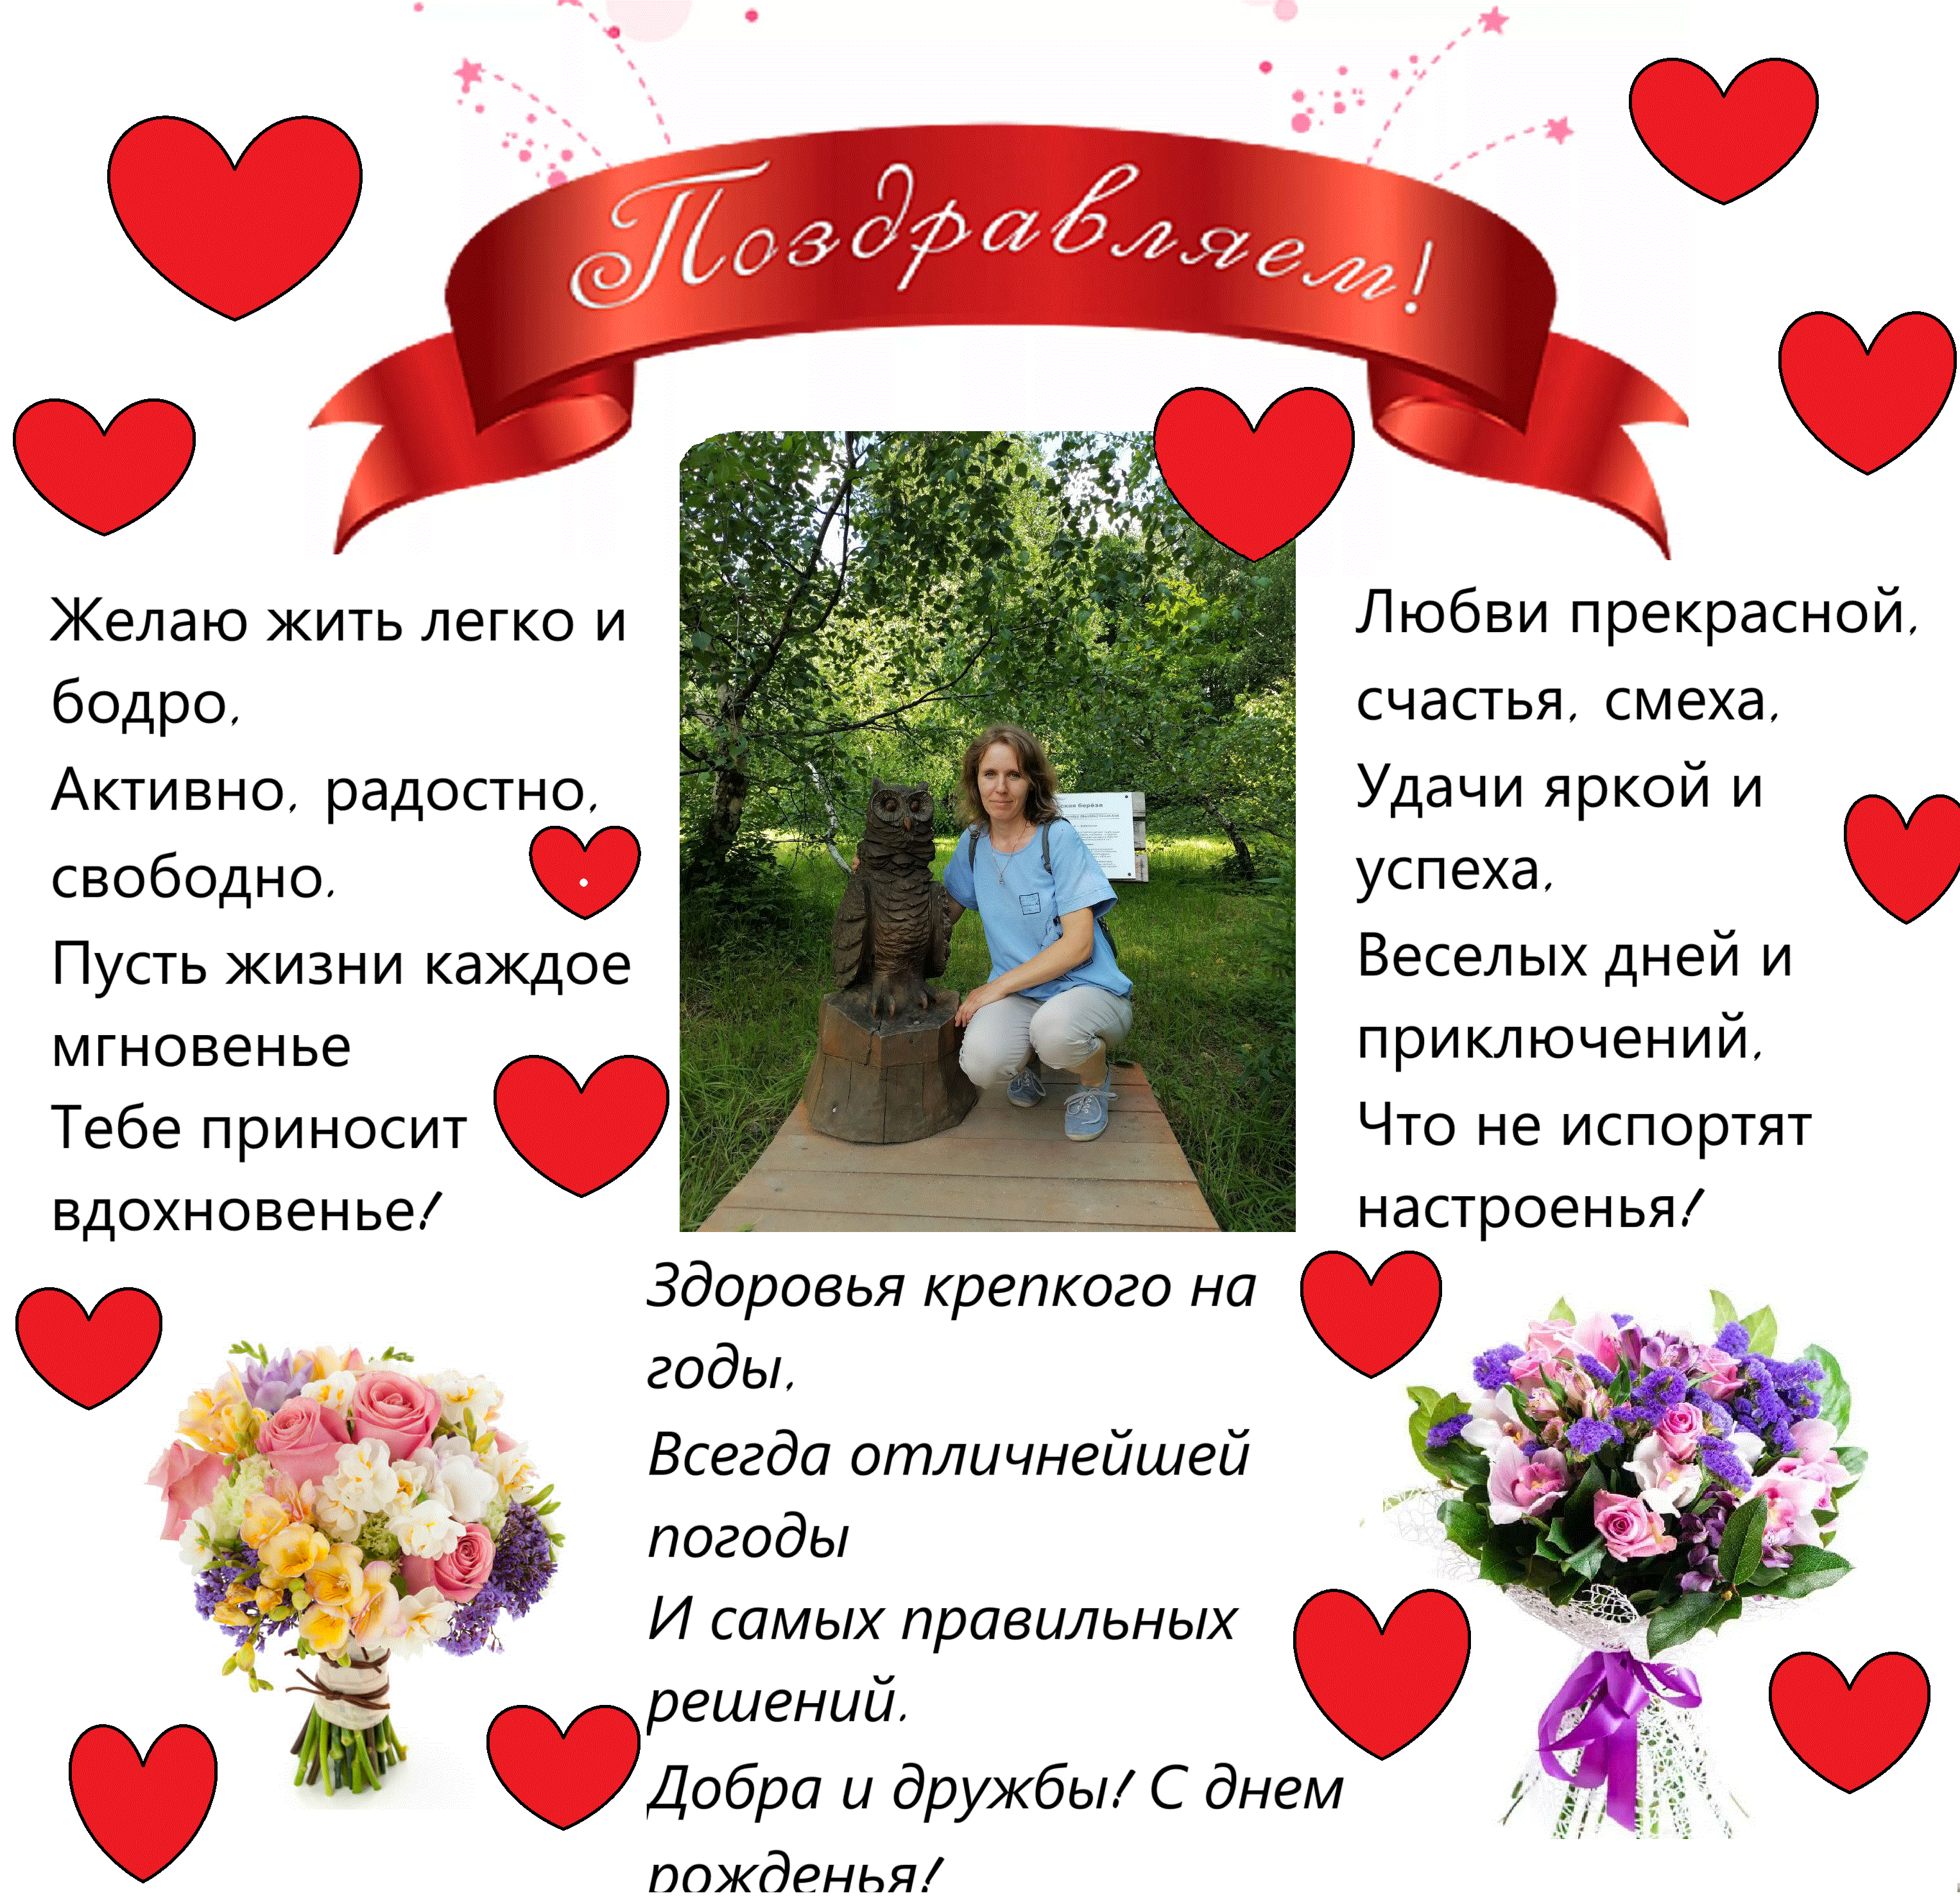 Поздравляем!
Желаю жить легко и
бодро,
Активно, радостно,
свободно.
Пусть жизни каждое
мгновенье
Тебе приносит
вдохновенье!
Любви прекрасной,
счастья, смеха,
Удачи яркой и
успеха,
Веселых дней и
приключений,
Что не испортят
настроенья!
Здоровья крепкого на
годы,
Всегда отличнейшей
погоды
И самых правильных
решений.
Добра и дружбы! С днем
рожденья!